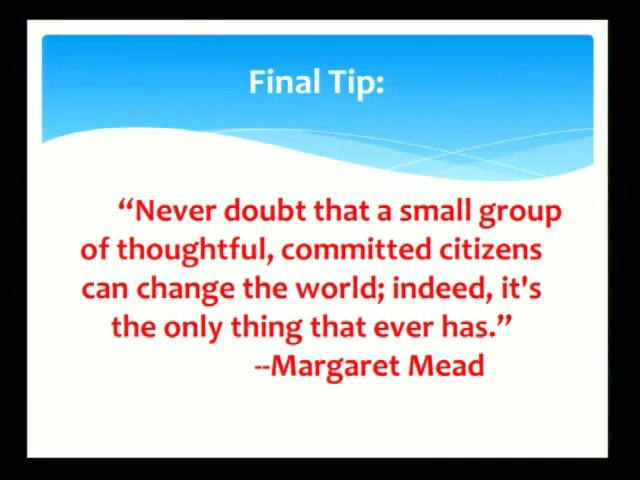 Final Tip:
“Never doubt that a small group
of thoughtful, committed citizens
can change the world; indeed, it's
the only thing that ever has.”
--Margaret Mead